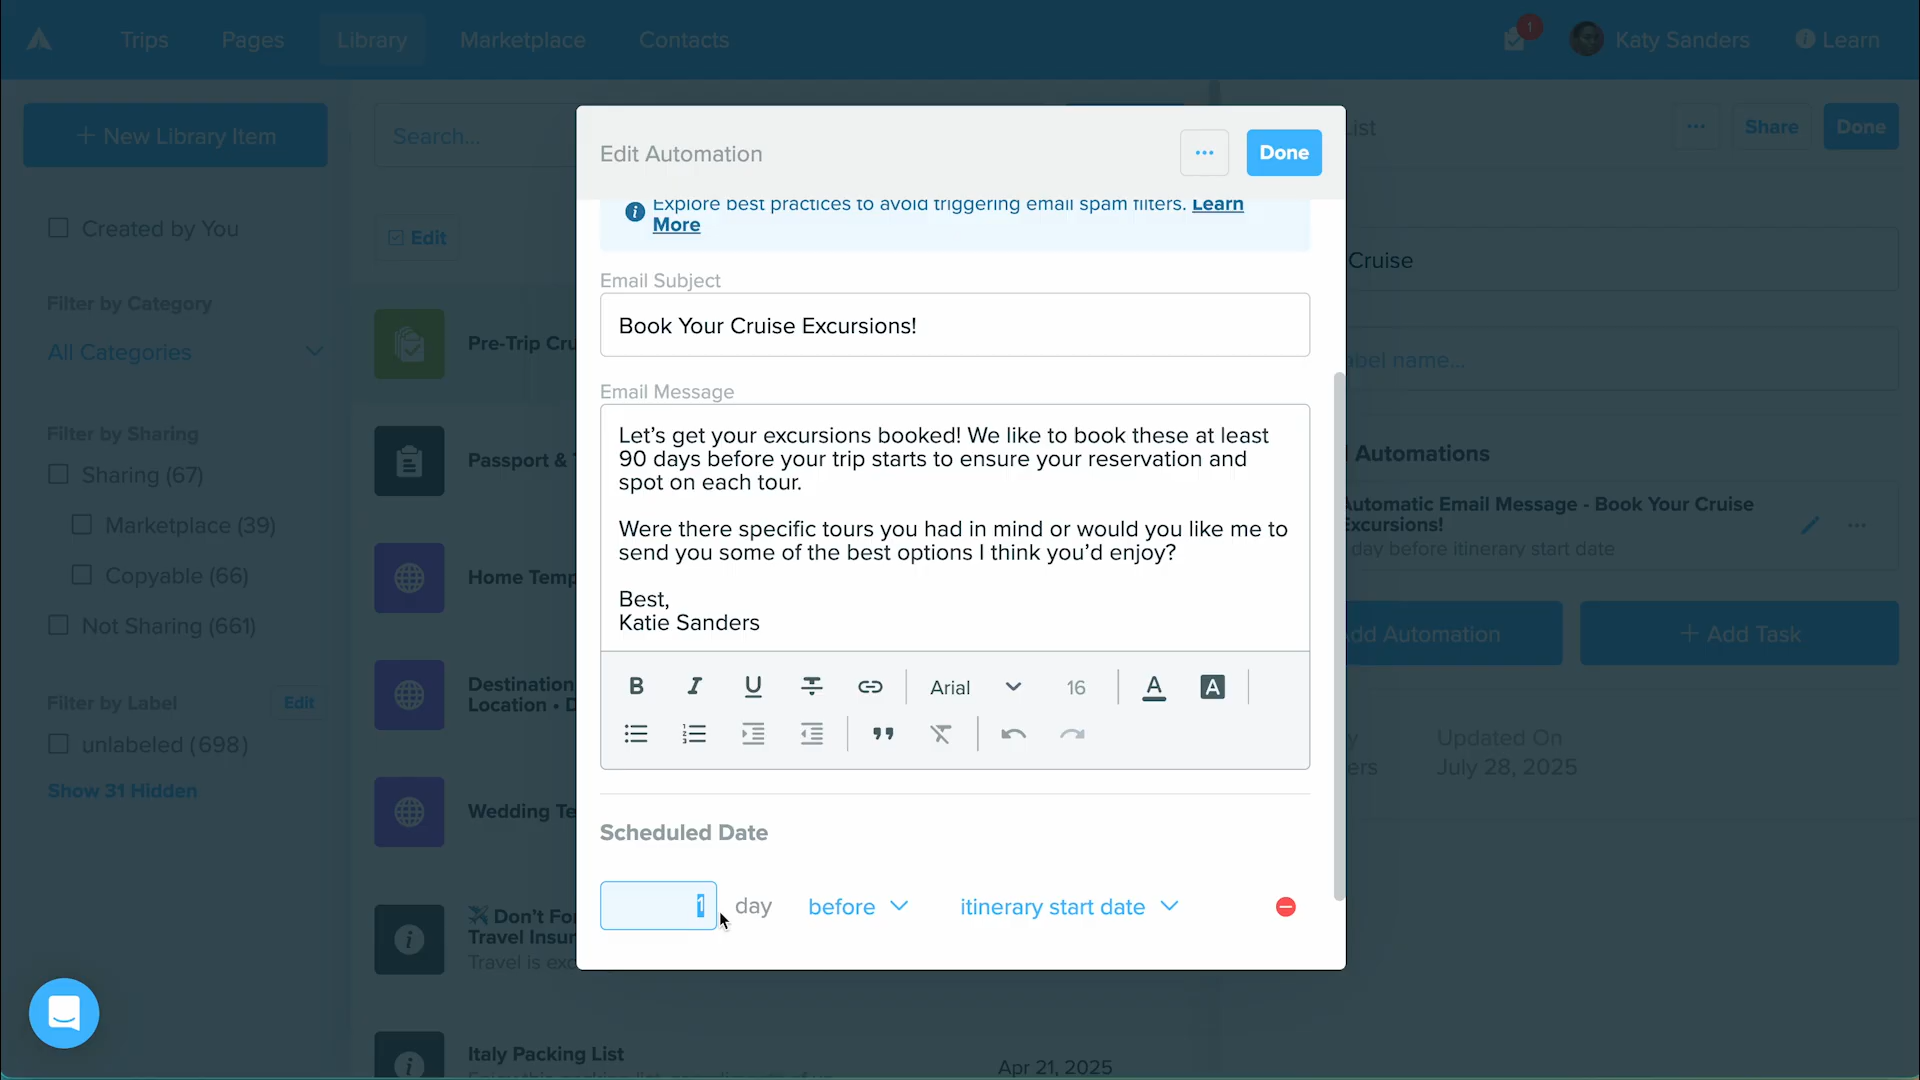 Trips
Pages
Library
Marketplace
Contacts
1
Katy Sanders
Learn
+ New Library Item
Search...
Created by You
Edit
Filter by Category
All Categories
Filter by Sharing
Sharing (67)
Marketplace (39)
Copyable (66)
Not Sharing (661)
Filter by Label
Edit
unlabeled (698)
Show 31 Hidden
Pre-Trip Cru
Passport &
Home Temp
Destination
Location • D
Wedding Te
Don't Fo
Travel Insur
Travel is exc
Italy Packing List
Apr 21, 2025
Edit Automation
Done
Explore best practices to avoid triggering email spam filters. Learn
More
Email Subject
Book Your Cruise Excursions!
Email Message
Let's get your excursions booked! We like to book these at least
90 days before your trip starts to ensure your reservation and
spot on each tour.
Were there specific tours you had in mind or would you like me to
send you some of the best options I think you'd enjoy?
Best,
Katie Sanders
B I U
Arial
16
A
A
Scheduled Date
1
day
before
itinerary start date
List
Share
Done
Cruise
abel name...
Automations
Automatic Email Message - Book Your Cruise
Excursions!
day before itinerary start date
Add Automation
+ Add Task
Updated On
July 28, 2025